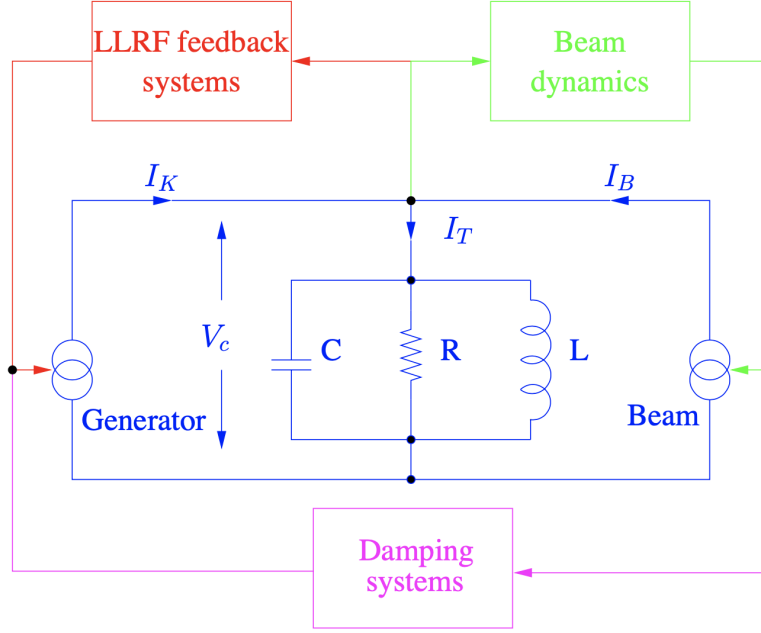 LLRF feedback
systems
Beam
dynamics
I_K
I_B
I_T
V_c
C
R
L
Generator
Beam
Damping
systems